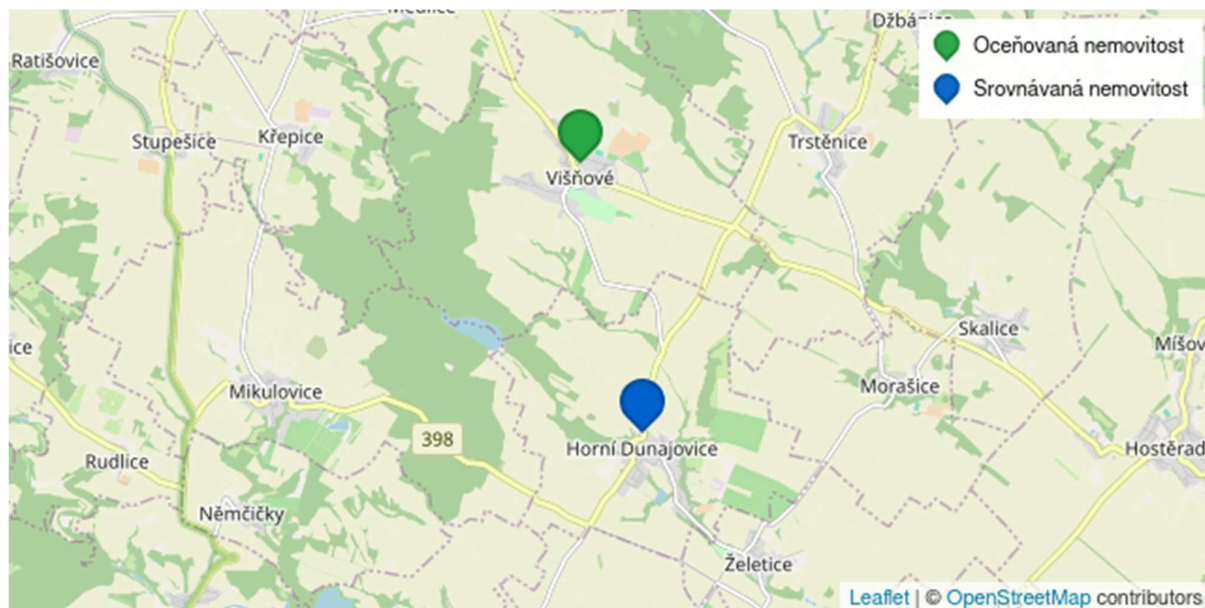 Džbánice
Ratišovice
Oceňovaná nemovitost
Srovnávaná nemovitost
Stupešice
Křepice
Trstěnice
Višňové
Skalice
Mikulovice
Morašice
398
Horní Dunajovice
Hostěrad
Rudlice
Němčičky
Želetice
Leaflet | © OpenStreetMap contributors